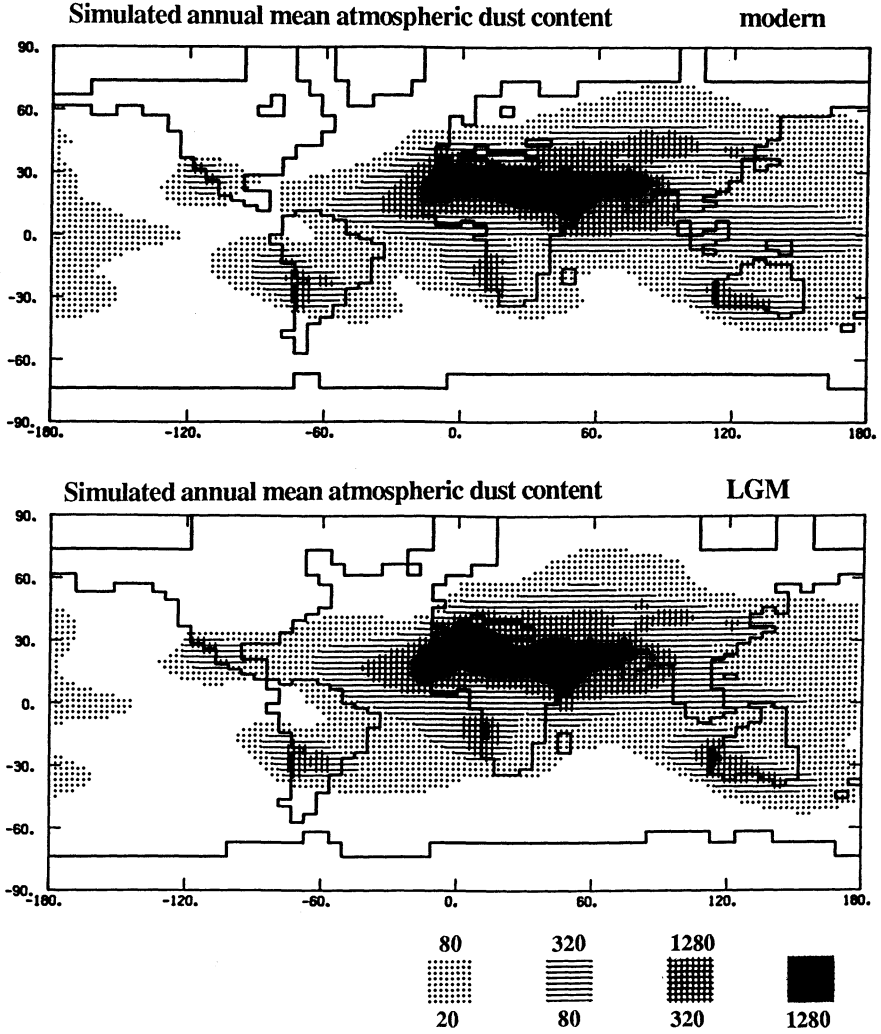 Simulated annual mean atmospheric dust content modern
90.
60.
30.
0.
-30.
-60.
-90.
-180. -120. -60. 0. 60. 120. 180.
Simulated annual mean atmospheric dust content LGM
90.
60.
30.
0.
-30.
-60.
-90.
-180. -120. -60. 0. 60. 120. 180.
80 320 1280
20 80 320 1280